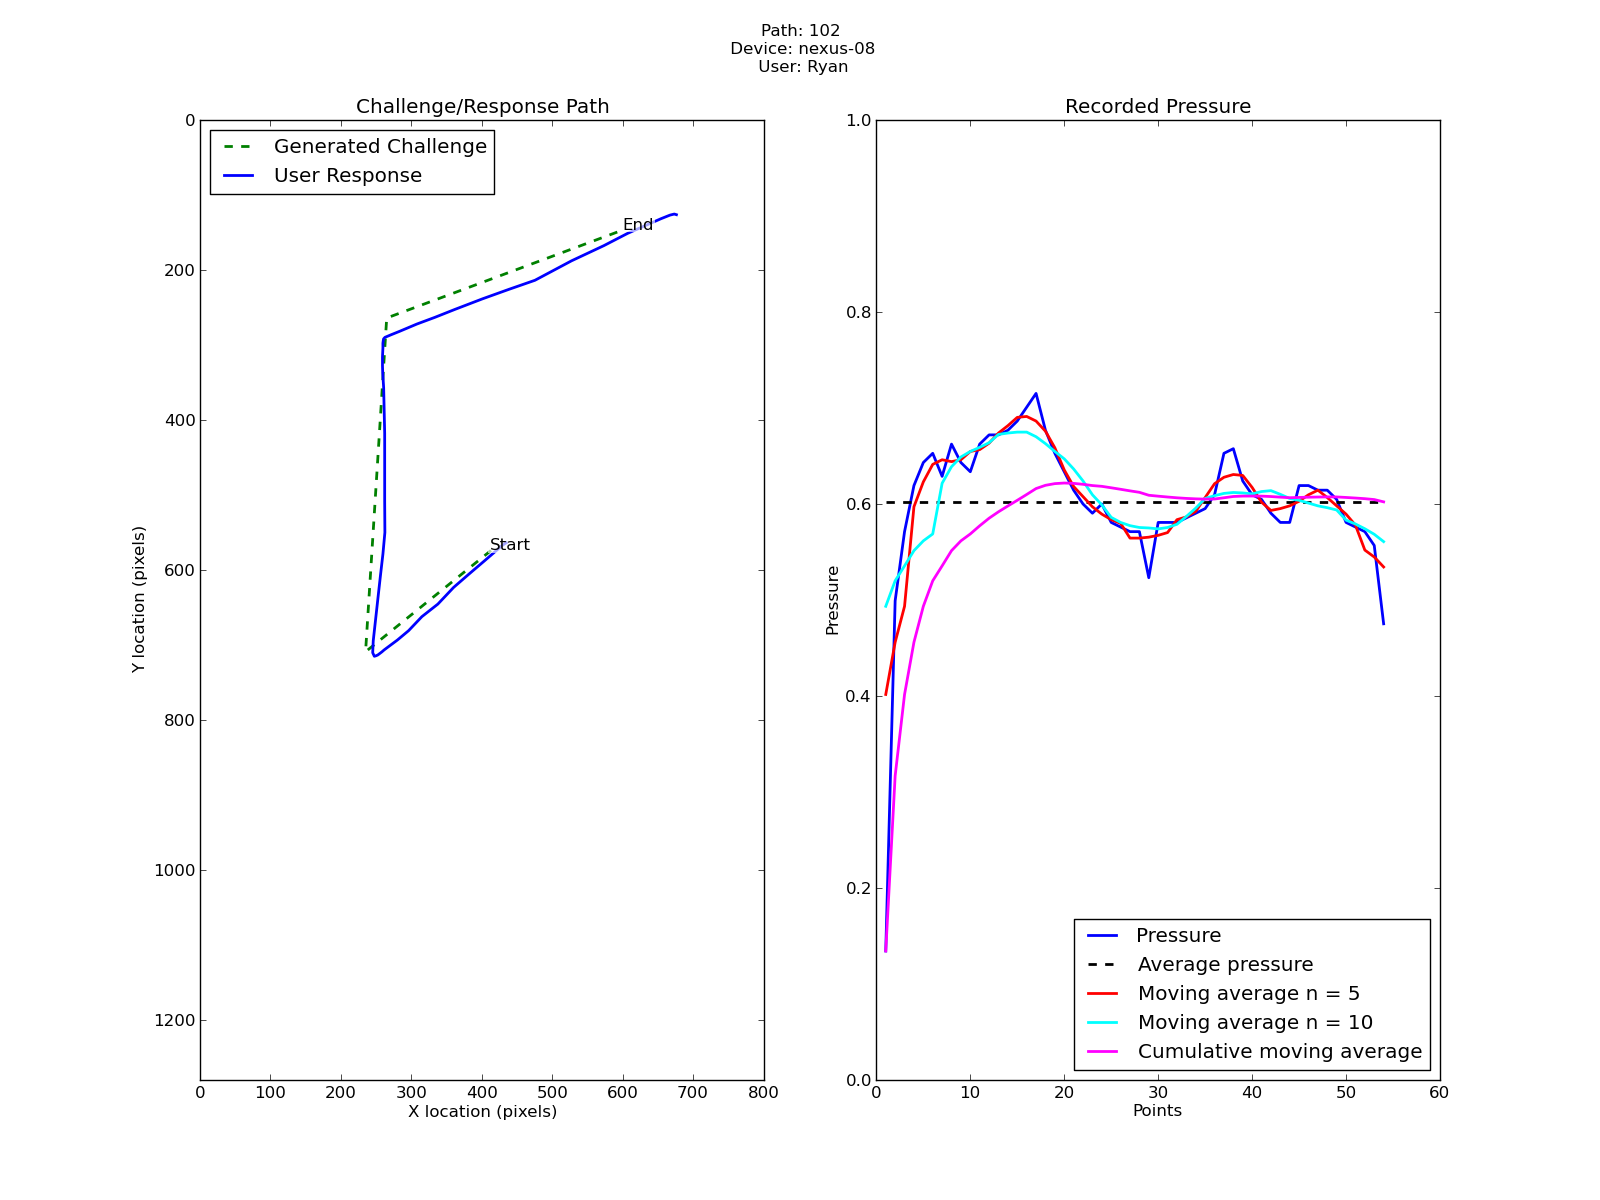 Path: 102
Device: nexus-08
User: Ryan
Challenge/Response Path
Generated Challenge
User Response
End
Start
0
200
400
600
800
1000
1200
Y location (pixels)
0 100 200 300 400 500 600 700 800
X location (pixels)
Recorded Pressure
1.0
0.8
0.6
0.4
0.2
0.0
Pressure
Pressure
Average pressure
Moving average n = 5
Moving average n = 10
Cumulative moving average
0 10 20 30 40 50 60
Points